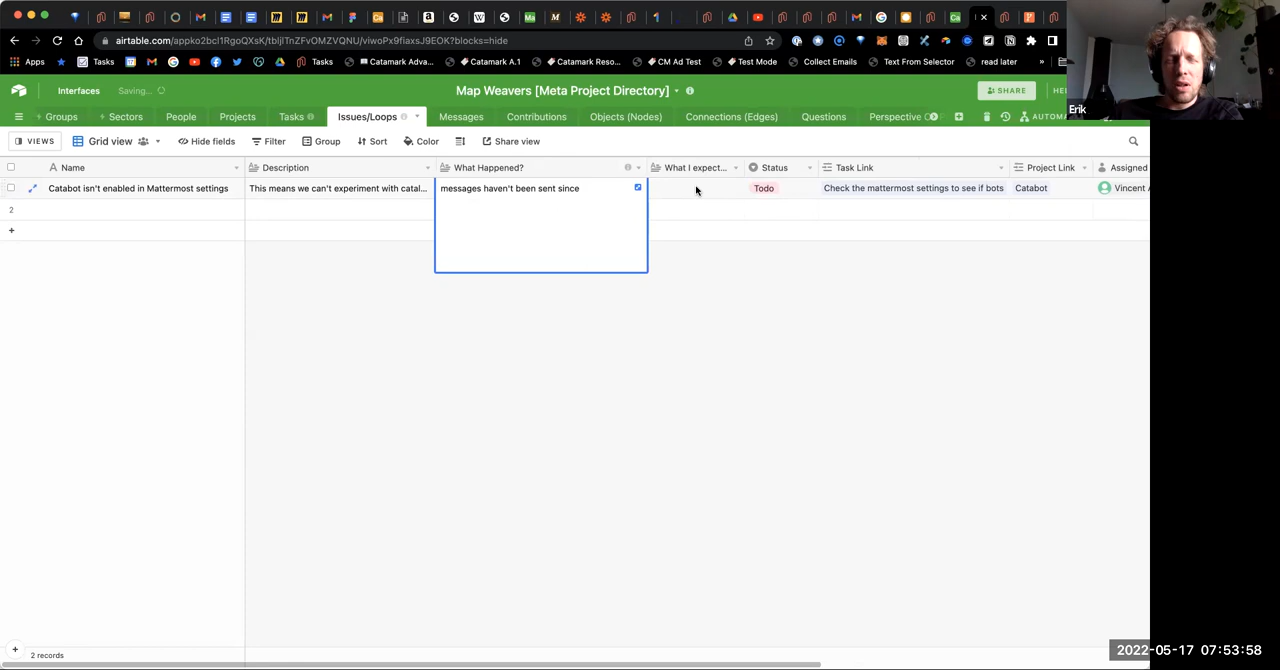 airtable.com/appko2bcl1RgoQXsK/tbljlTnZFvOMZVQNU/viwoPx9fiaxsJ9EOK?blocks=hide
Apps
Tasks
Tasks
Catamark Adva...
Catamark A.1
Catamark Reso...
CM Ad Test
Test Mode
Collect Emails
Text From Selector
read later
»
Erik
Interfaces
Saving...
Map Weavers [Meta Project Directory]
SHARE
Groups
Sectors
People
Projects
Tasks
Issues/Loops
Messages
Contributions
Objects (Nodes)
Connections (Edges)
Questions
Perspective
VIEWS
Grid view
Hide fields
Filter
Group
Sort
Color
Share view
Name
Description
What Happened?
What I expect...
Status
Task Link
Project Link
Assigned
Catabot isn't enabled in Mattermost settings
This means we can't experiment with catal...
messages haven't been sent since
Todo
Check the mattermost settings to see if bots
Catabot
Vincent
2
+
+
2 records
2022-05-17 07:53:58